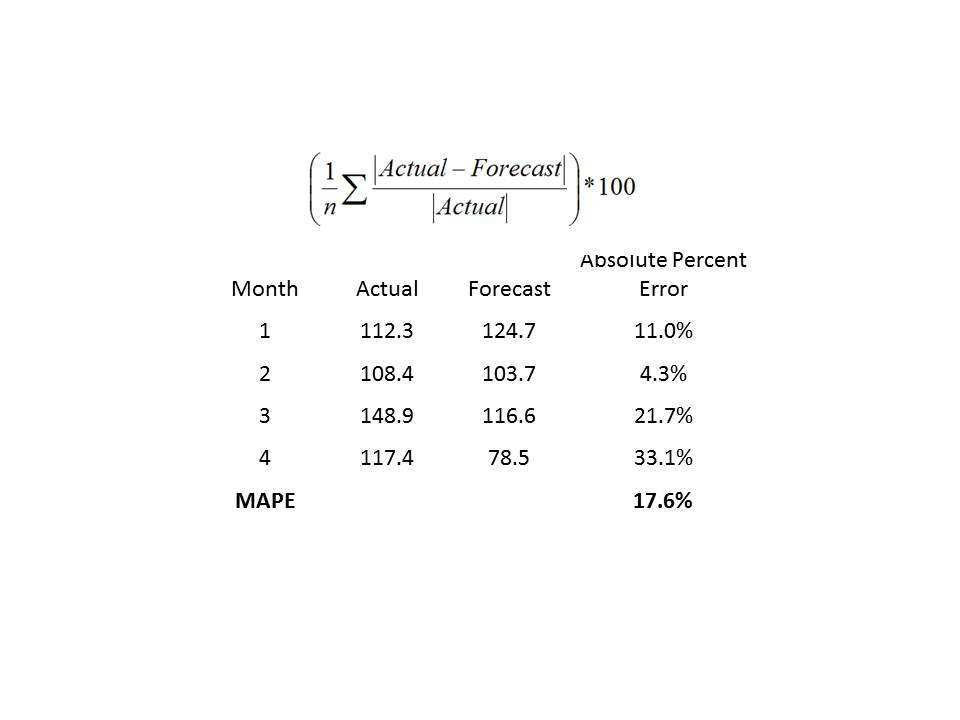 (1/n ∑ |Actual – Forecast| / |Actual|) * 100
Absolute Percent
Month Actual Forecast Error
1 112.3 124.7 11.0%
2 108.4 103.7 4.3%
3 148.9 116.6 21.7%
4 117.4 78.5 33.1%
MAPE 17.6%